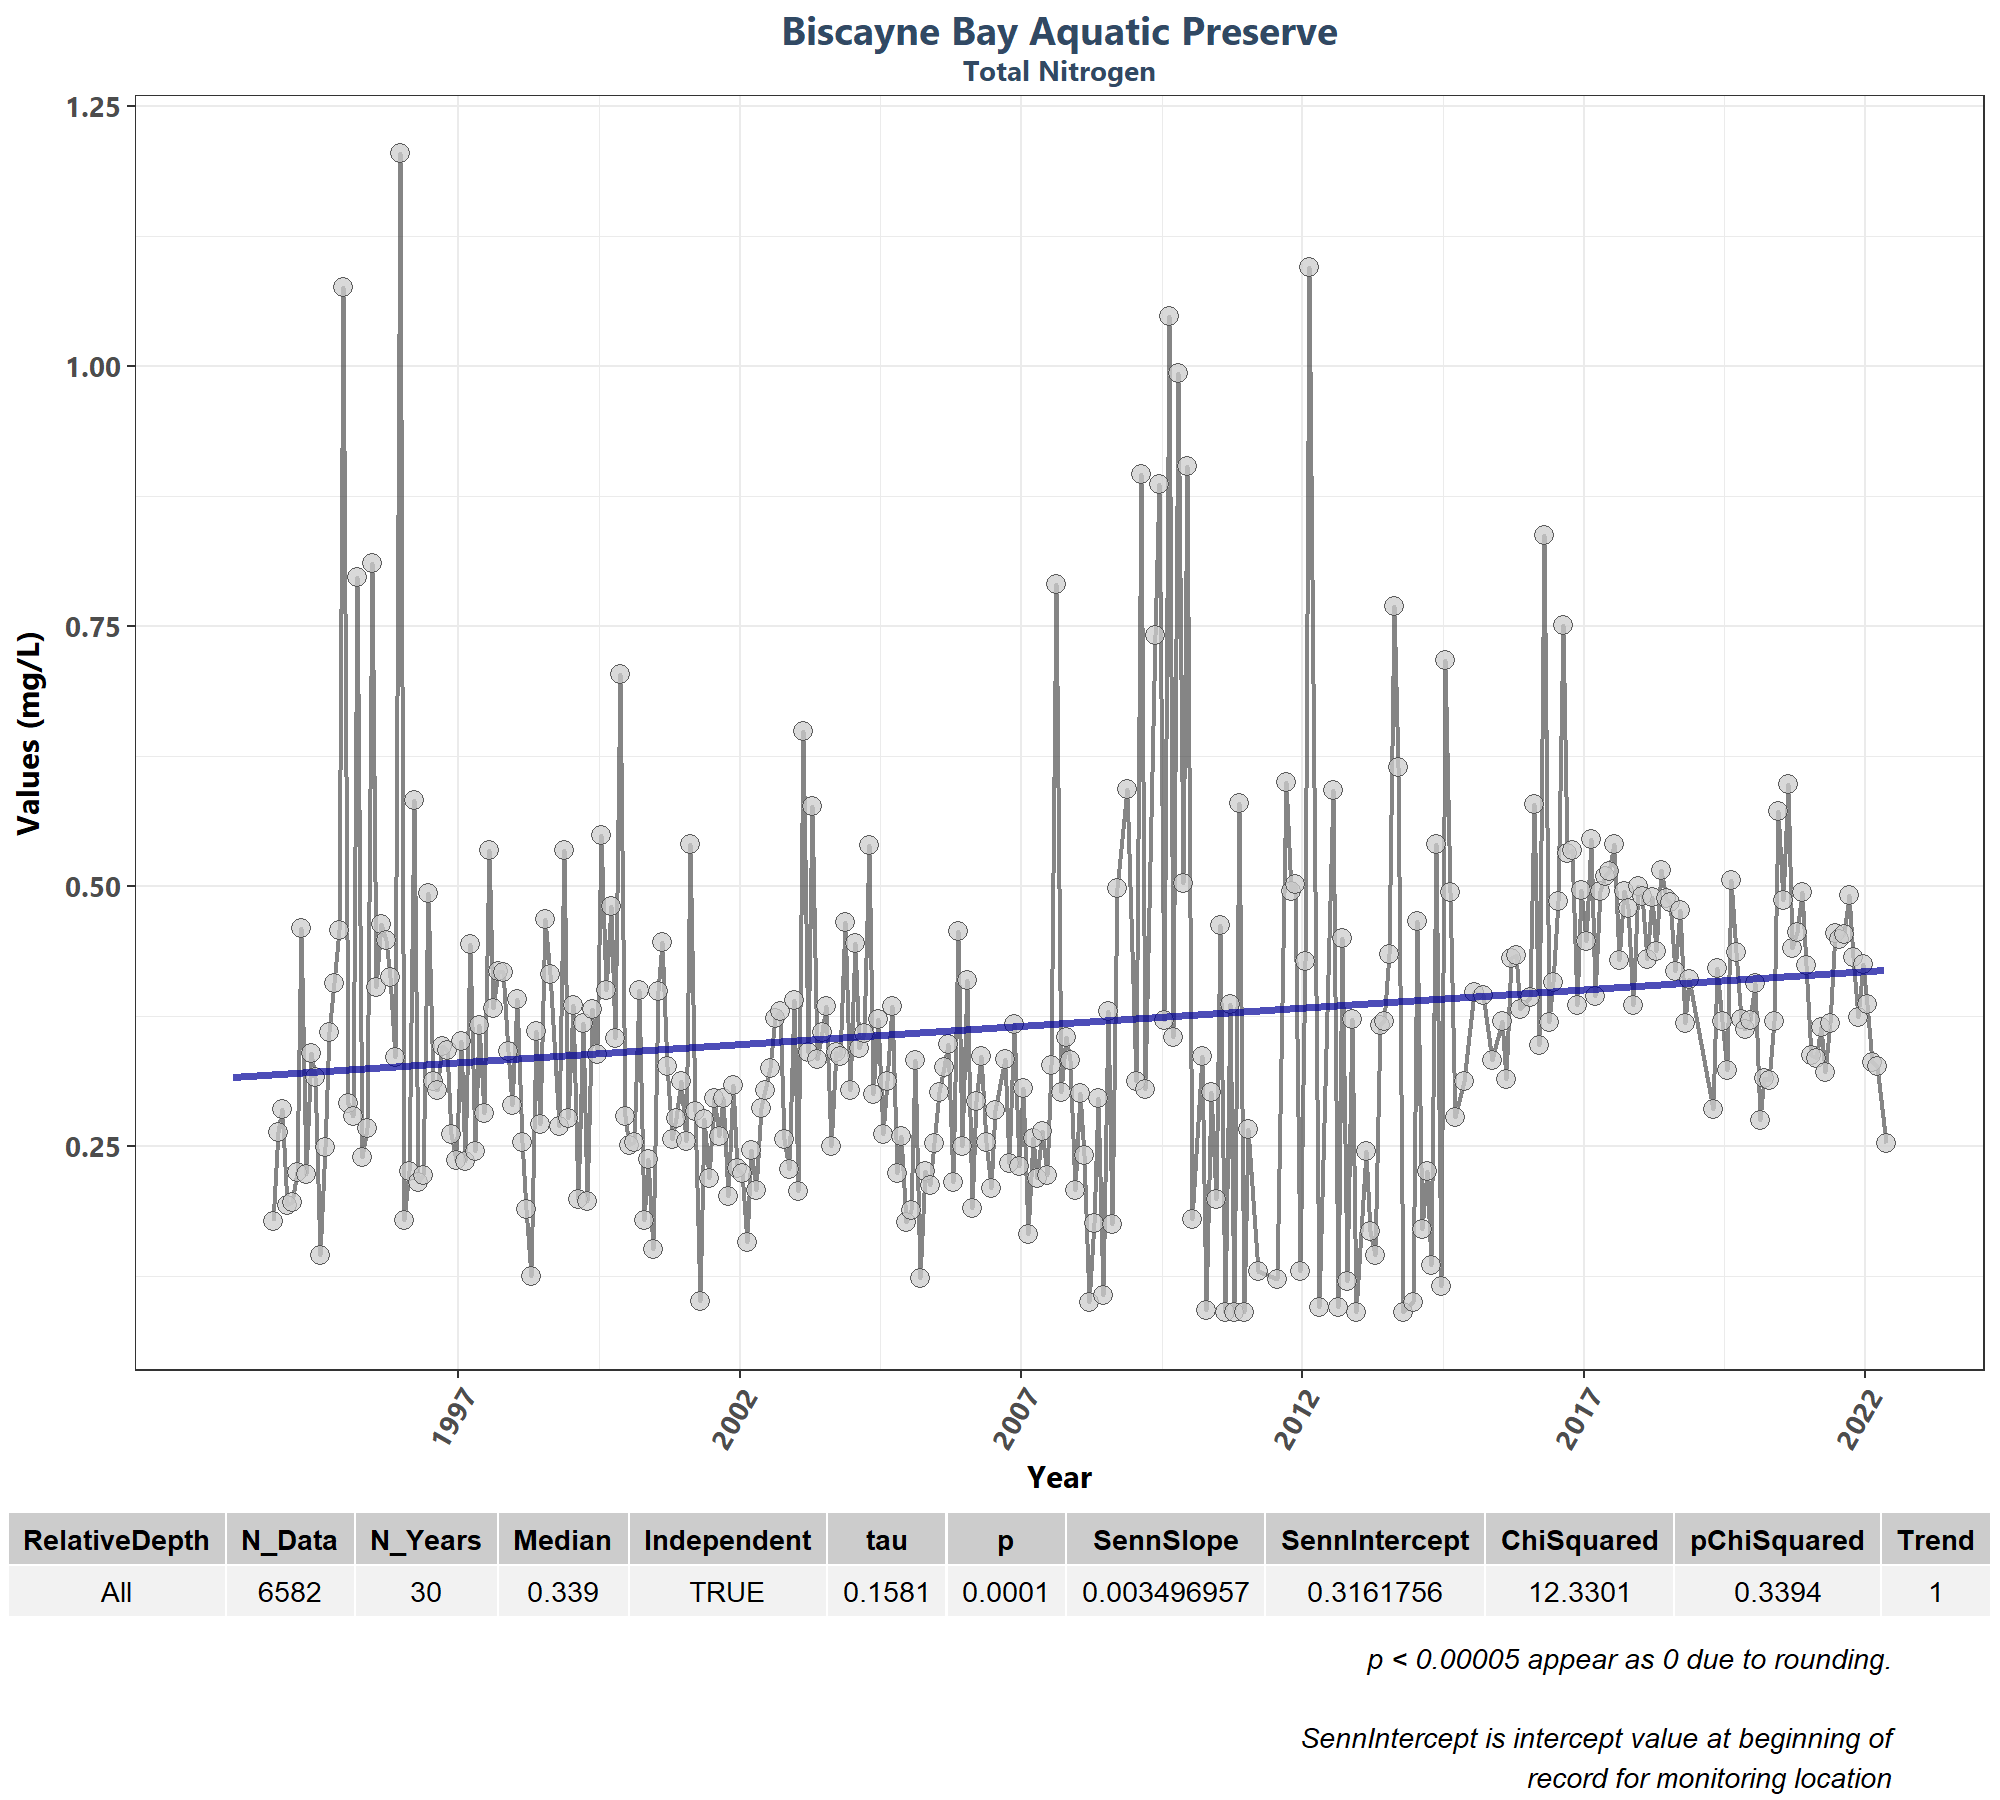 Biscayne Bay Aquatic Preserve
Total Nitrogen
1.25
1.00
0.75
0.50
0.25
Values (mg/L)
1997 2002 2007 2012 2017 2022
Year
RelativeDepth N_Data N_Years Median Independent tau p SennSlope SennIntercept ChiSquared pChiSquared Trend
All 6582 30 0.339 TRUE 0.1581 0.0001 0.003496957 0.3161756 12.3301 0.3394 1
p < 0.00005 appear as 0 due to rounding.
SennIntercept is intercept value at beginning of
record for monitoring location